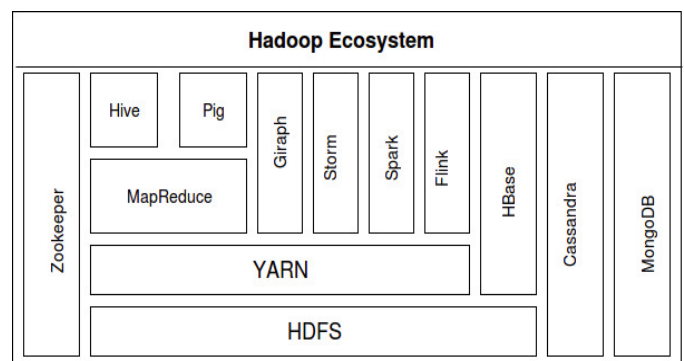 Hadoop Ecosystem
Zookeeper
Hive
Pig
MapReduce
Giraph
Storm
Spark
Flink
HBase
Cassandra
MongoDB
YARN
HDFS